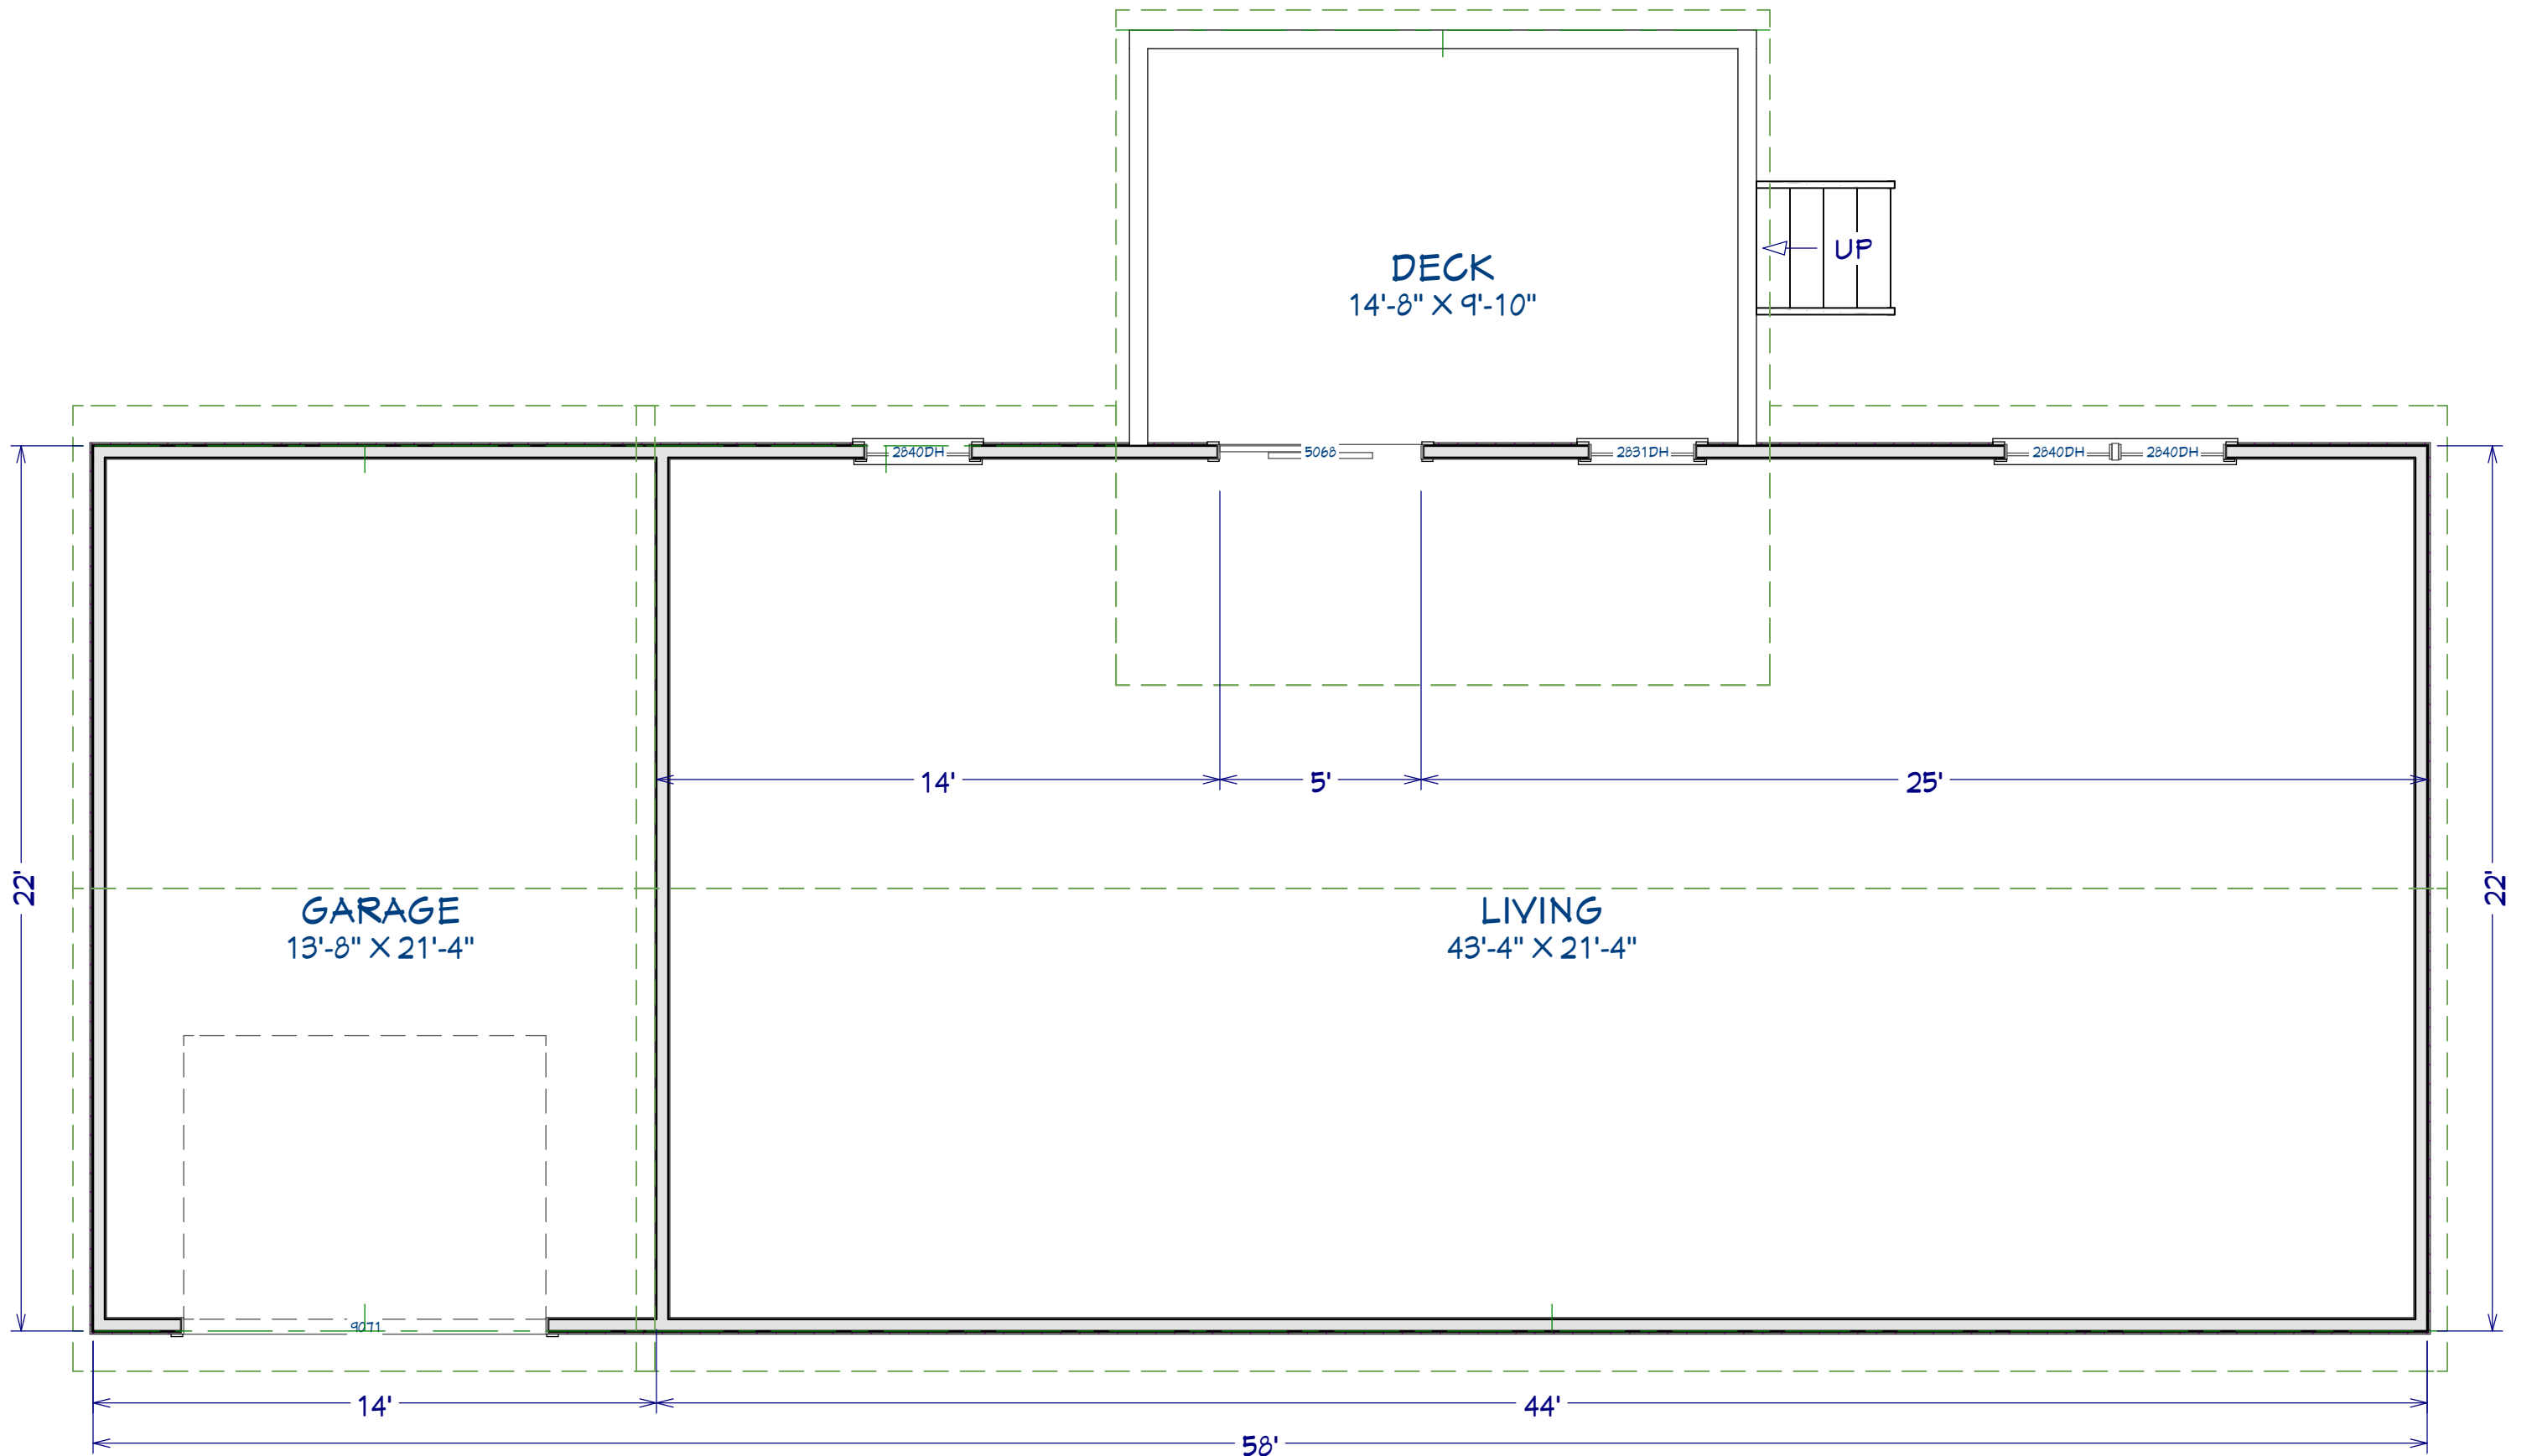 DECK
14'-8" X 9'-10"
UP
2840DH
5068
2831DH
2840DH
2840DH
14'
5'
25'
22'
22'
GARAGE
13'-8" X 21'-4"
LIVING
43'-4" X 21'-4"
9071
14'
44'
58'